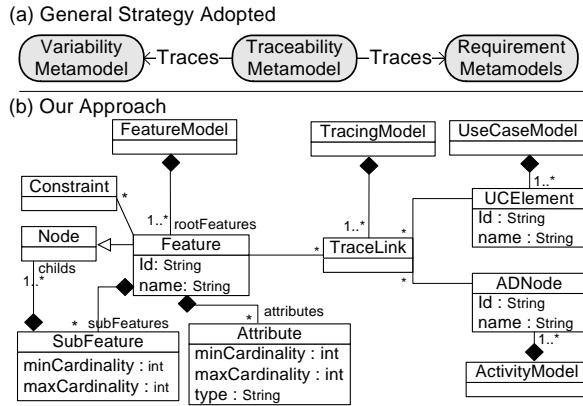 (a) General Strategy Adopted
Variability
Metamodel
Traces
Traceability
Metamodel
Traces
Requirement
Metamodels
(b) Our Approach
FeatureModel
TracingModel
UseCaseModel
Constraint
*
1..*
rootFeatures
1..*
1..*
UCElement
Id : String
name : String
Node
childs
1..*
Feature
Id: String
name: String
*
TraceLink
*
*
ADNode
Id : String
name : String
1..*
ActivityModel
* subFeatures
SubFeature
minCardinality : int
maxCardinality : int
attributes
*
Attribute
minCardinality : int
maxCardinality : int
type : String